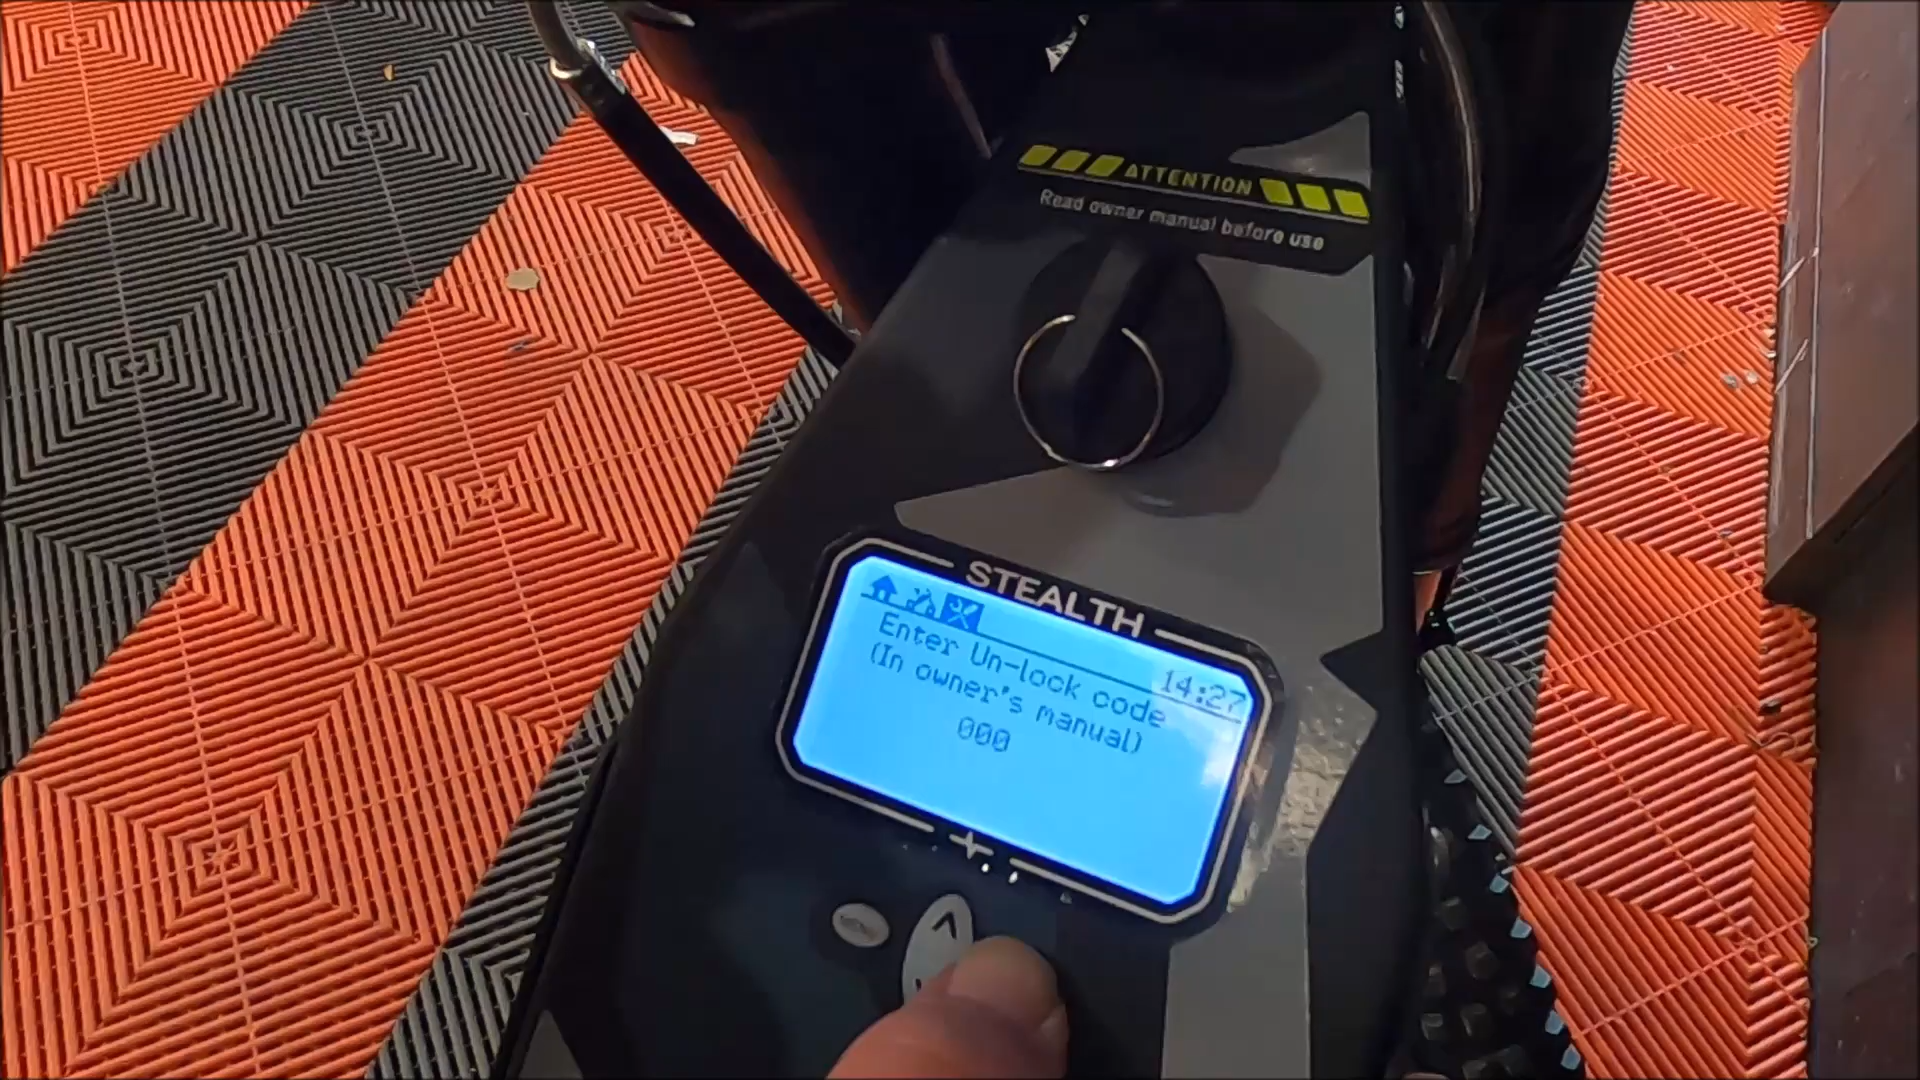 ATTENTION
Read owner manual before use
STEALTH
14:27
Enter Un-lock code
(In owner's manual)
000